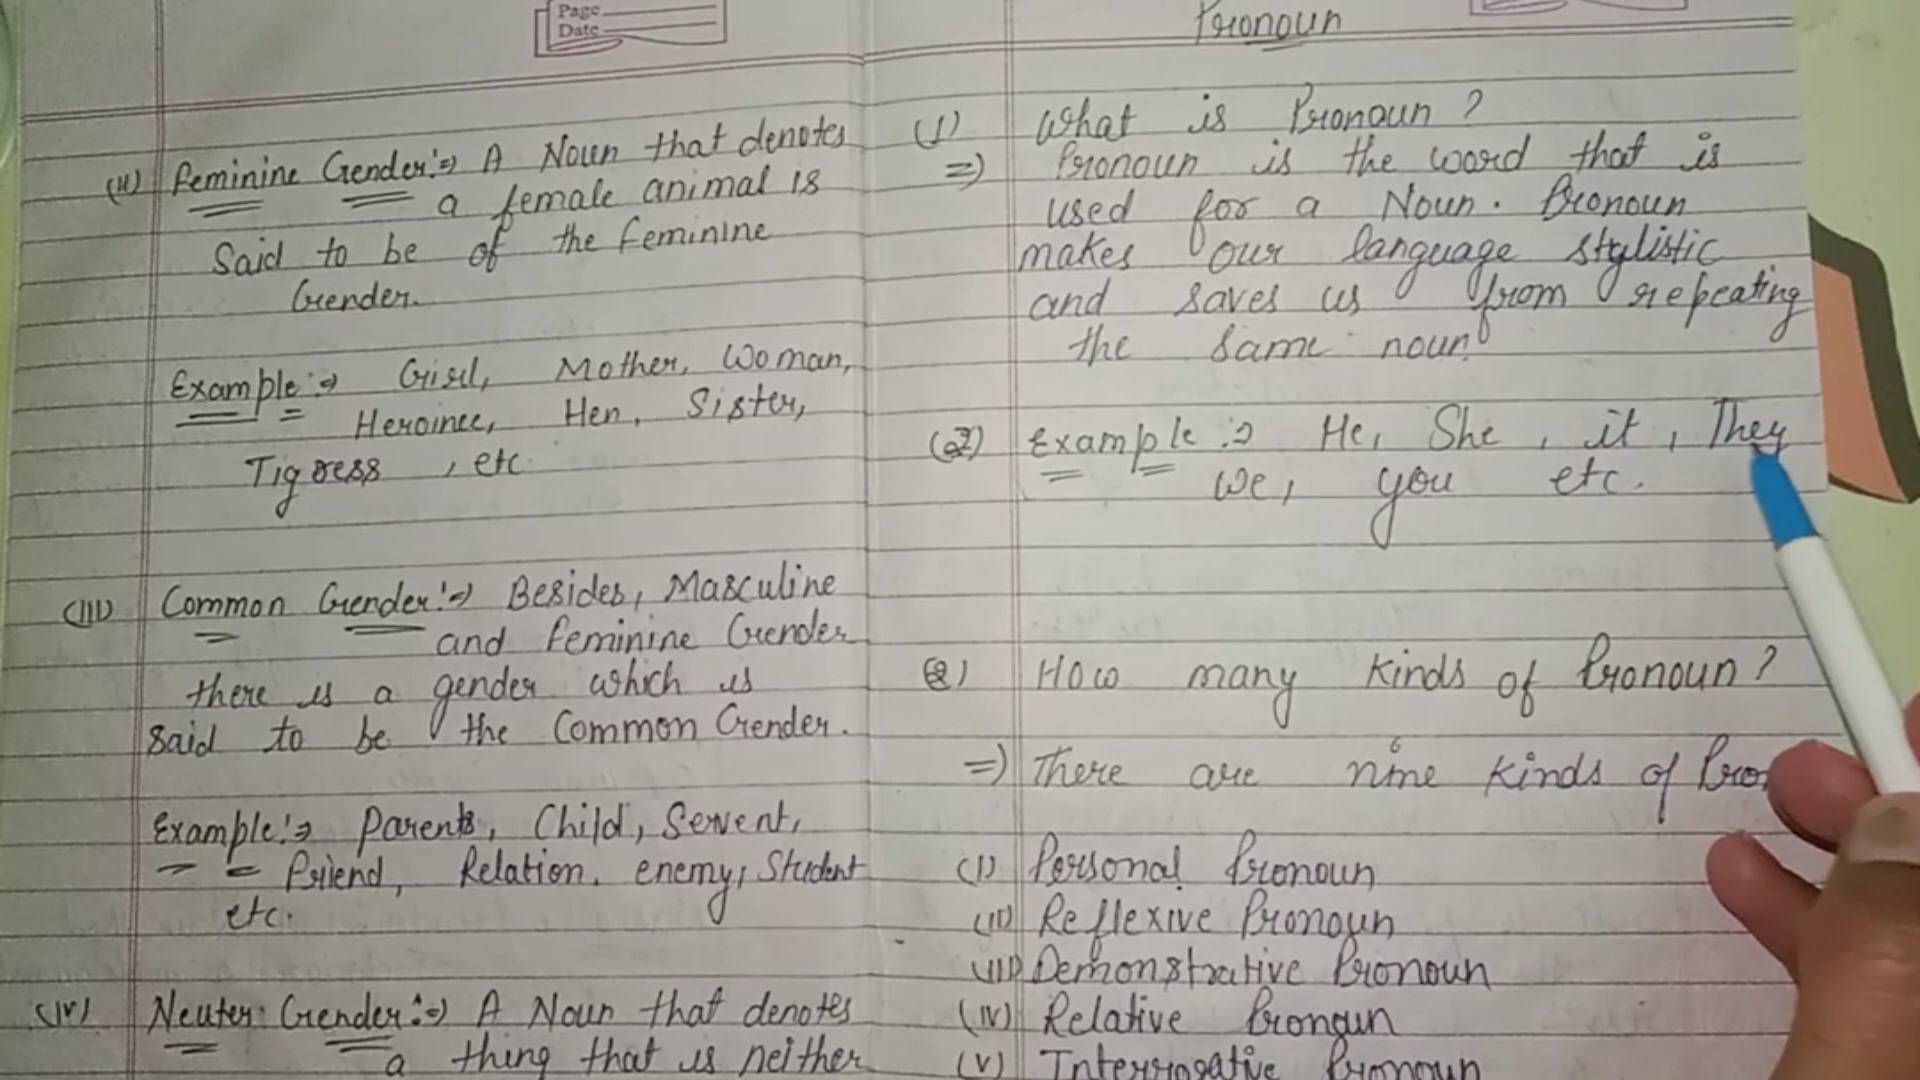 Page
Date
(II) Feminine Gender:⇒ A Noun that denotes
a female animal is
Said to be of the feminine
Gender.
Example:⇒ Girl, Mother, Woman,
Heroinee, Hen, Sister,
Tigress, etc
(III) Common Gender:⇒ Besides, Masculine
and feminine Gender
there is a gender which is
said to be the Common Gender.
Example:⇒ Parents, Child, Servent,
Friend, Relation, enemy, Student
etc.
(IV) Neuter Gender:⇒ A Noun that denotes
a thing that is neither
Pronoun
(1) What is Pronoun?
⇒) Pronoun is the word that is
used for a Noun. Pronoun
makes our language stylistic
and saves us from repeating
the same noun
(2) Example:⇒ He, She, it, They
we, you etc.
How many kinds of Pronoun?
⇒) There are nine kinds of Pron
(I) Personal Pronoun
(II) Reflexive Pronoun
(III) Demonstrative Pronoun
(IV) Relative Pronoun
(V) Interrogative Pronoun